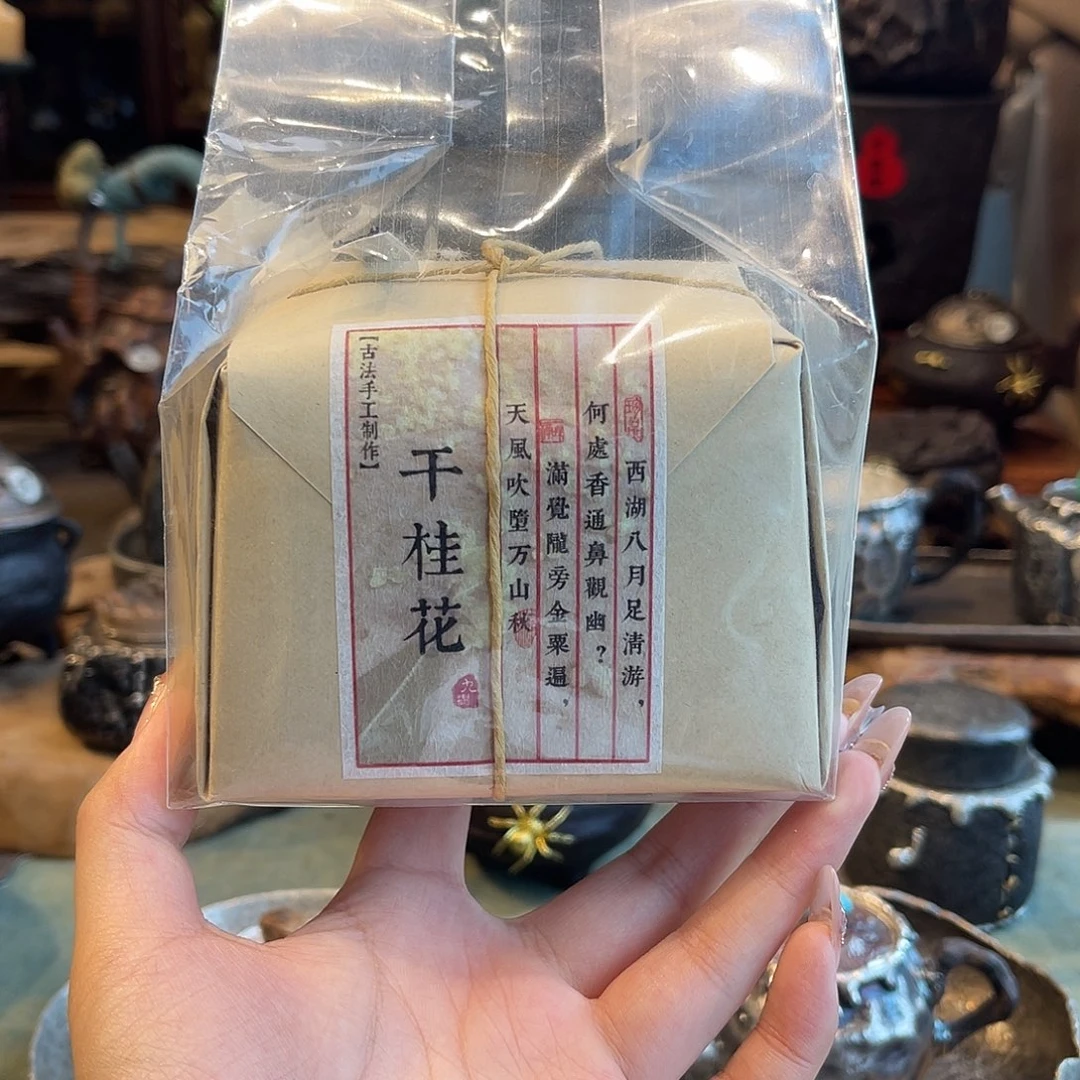 西湖八月足清游，
何處香通鼻觀幽？
滿覺隴旁金粟遍，
天風吹墮万山秋
干桂花
【古法手工制作】